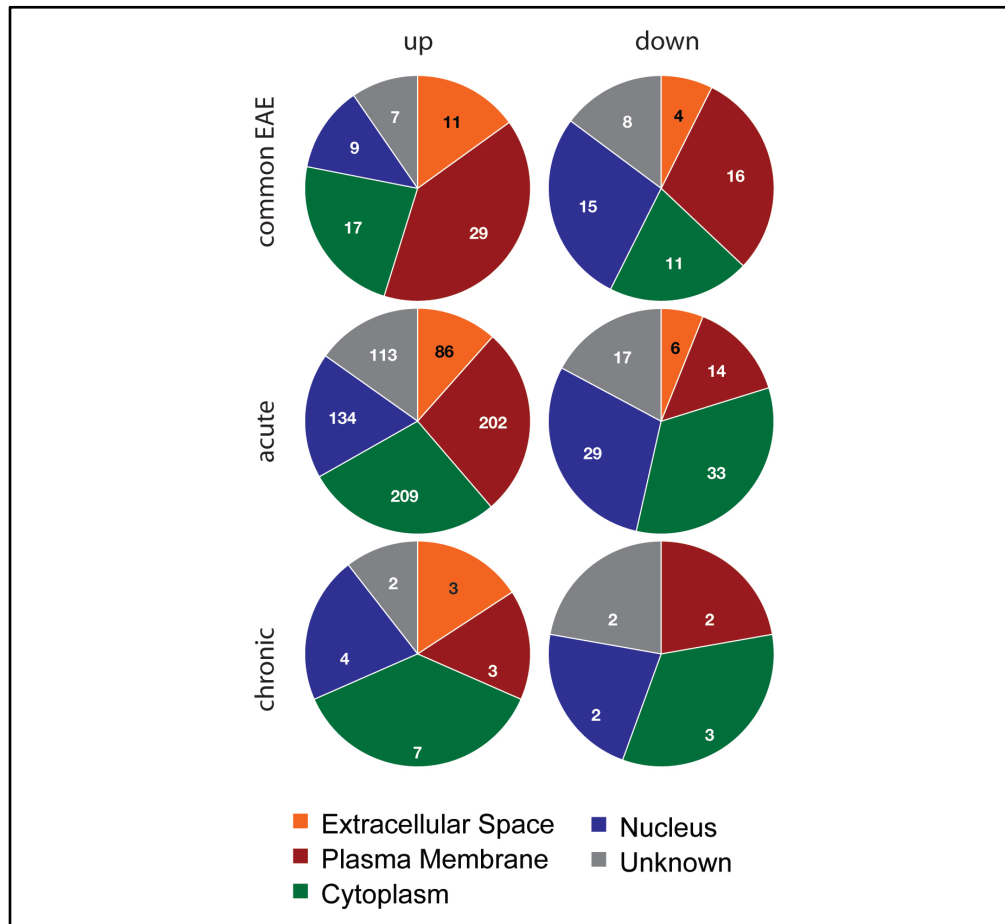 up down
common EAE
7 11
9
17 29
8 4
15 16
11
acute
113 86
134 202
209
17 6
29 14
33
chronic
2 3
4 3
7
2 2
2 3
Extracellular Space
Plasma Membrane
Cytoplasm
Nucleus
Unknown